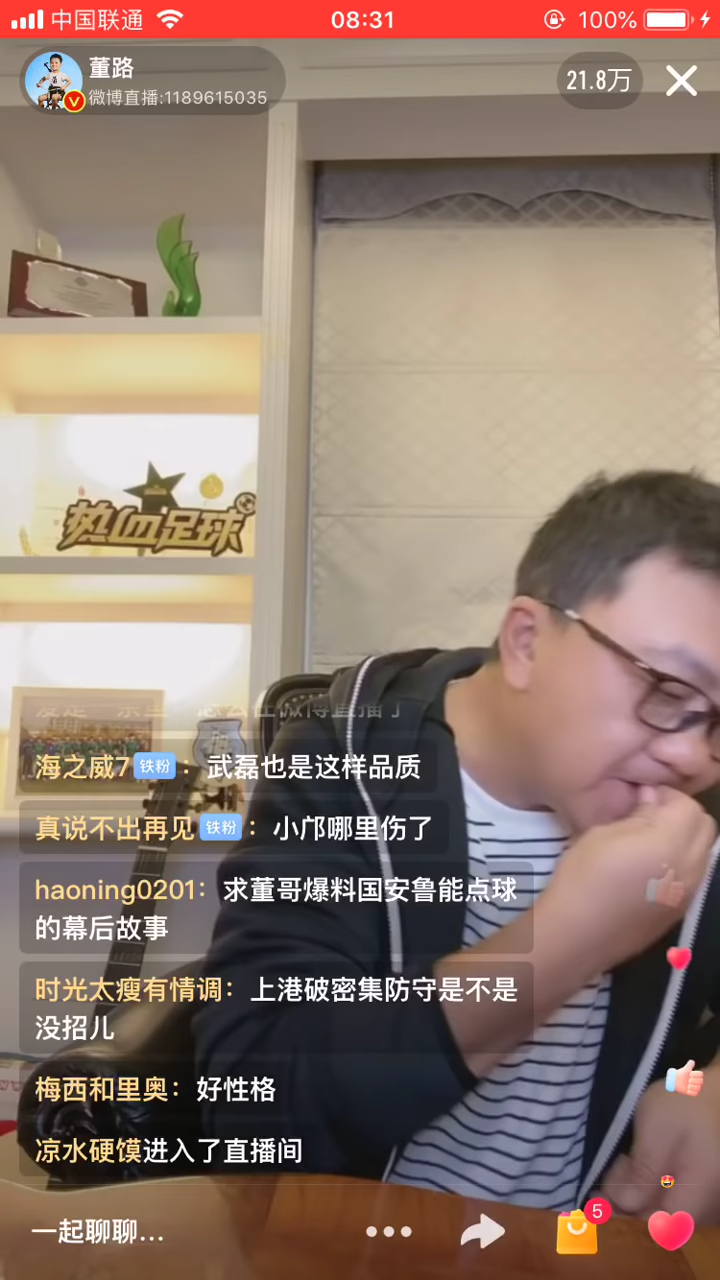 中国联通
08:31
100%
董路
微博直播:1189615035
21.8万
热血足球
海之威7 铁粉：武磊也是这样品质
真说不出再见 铁粉：小邝哪里伤了
haoning0201：求董哥爆料国安鲁能点球
的幕后故事
时光太瘦有情调：上港破密集防守是不是
没招儿
梅西和里奥：好性格
凉水硬馍进入了直播间
一起聊聊...
5